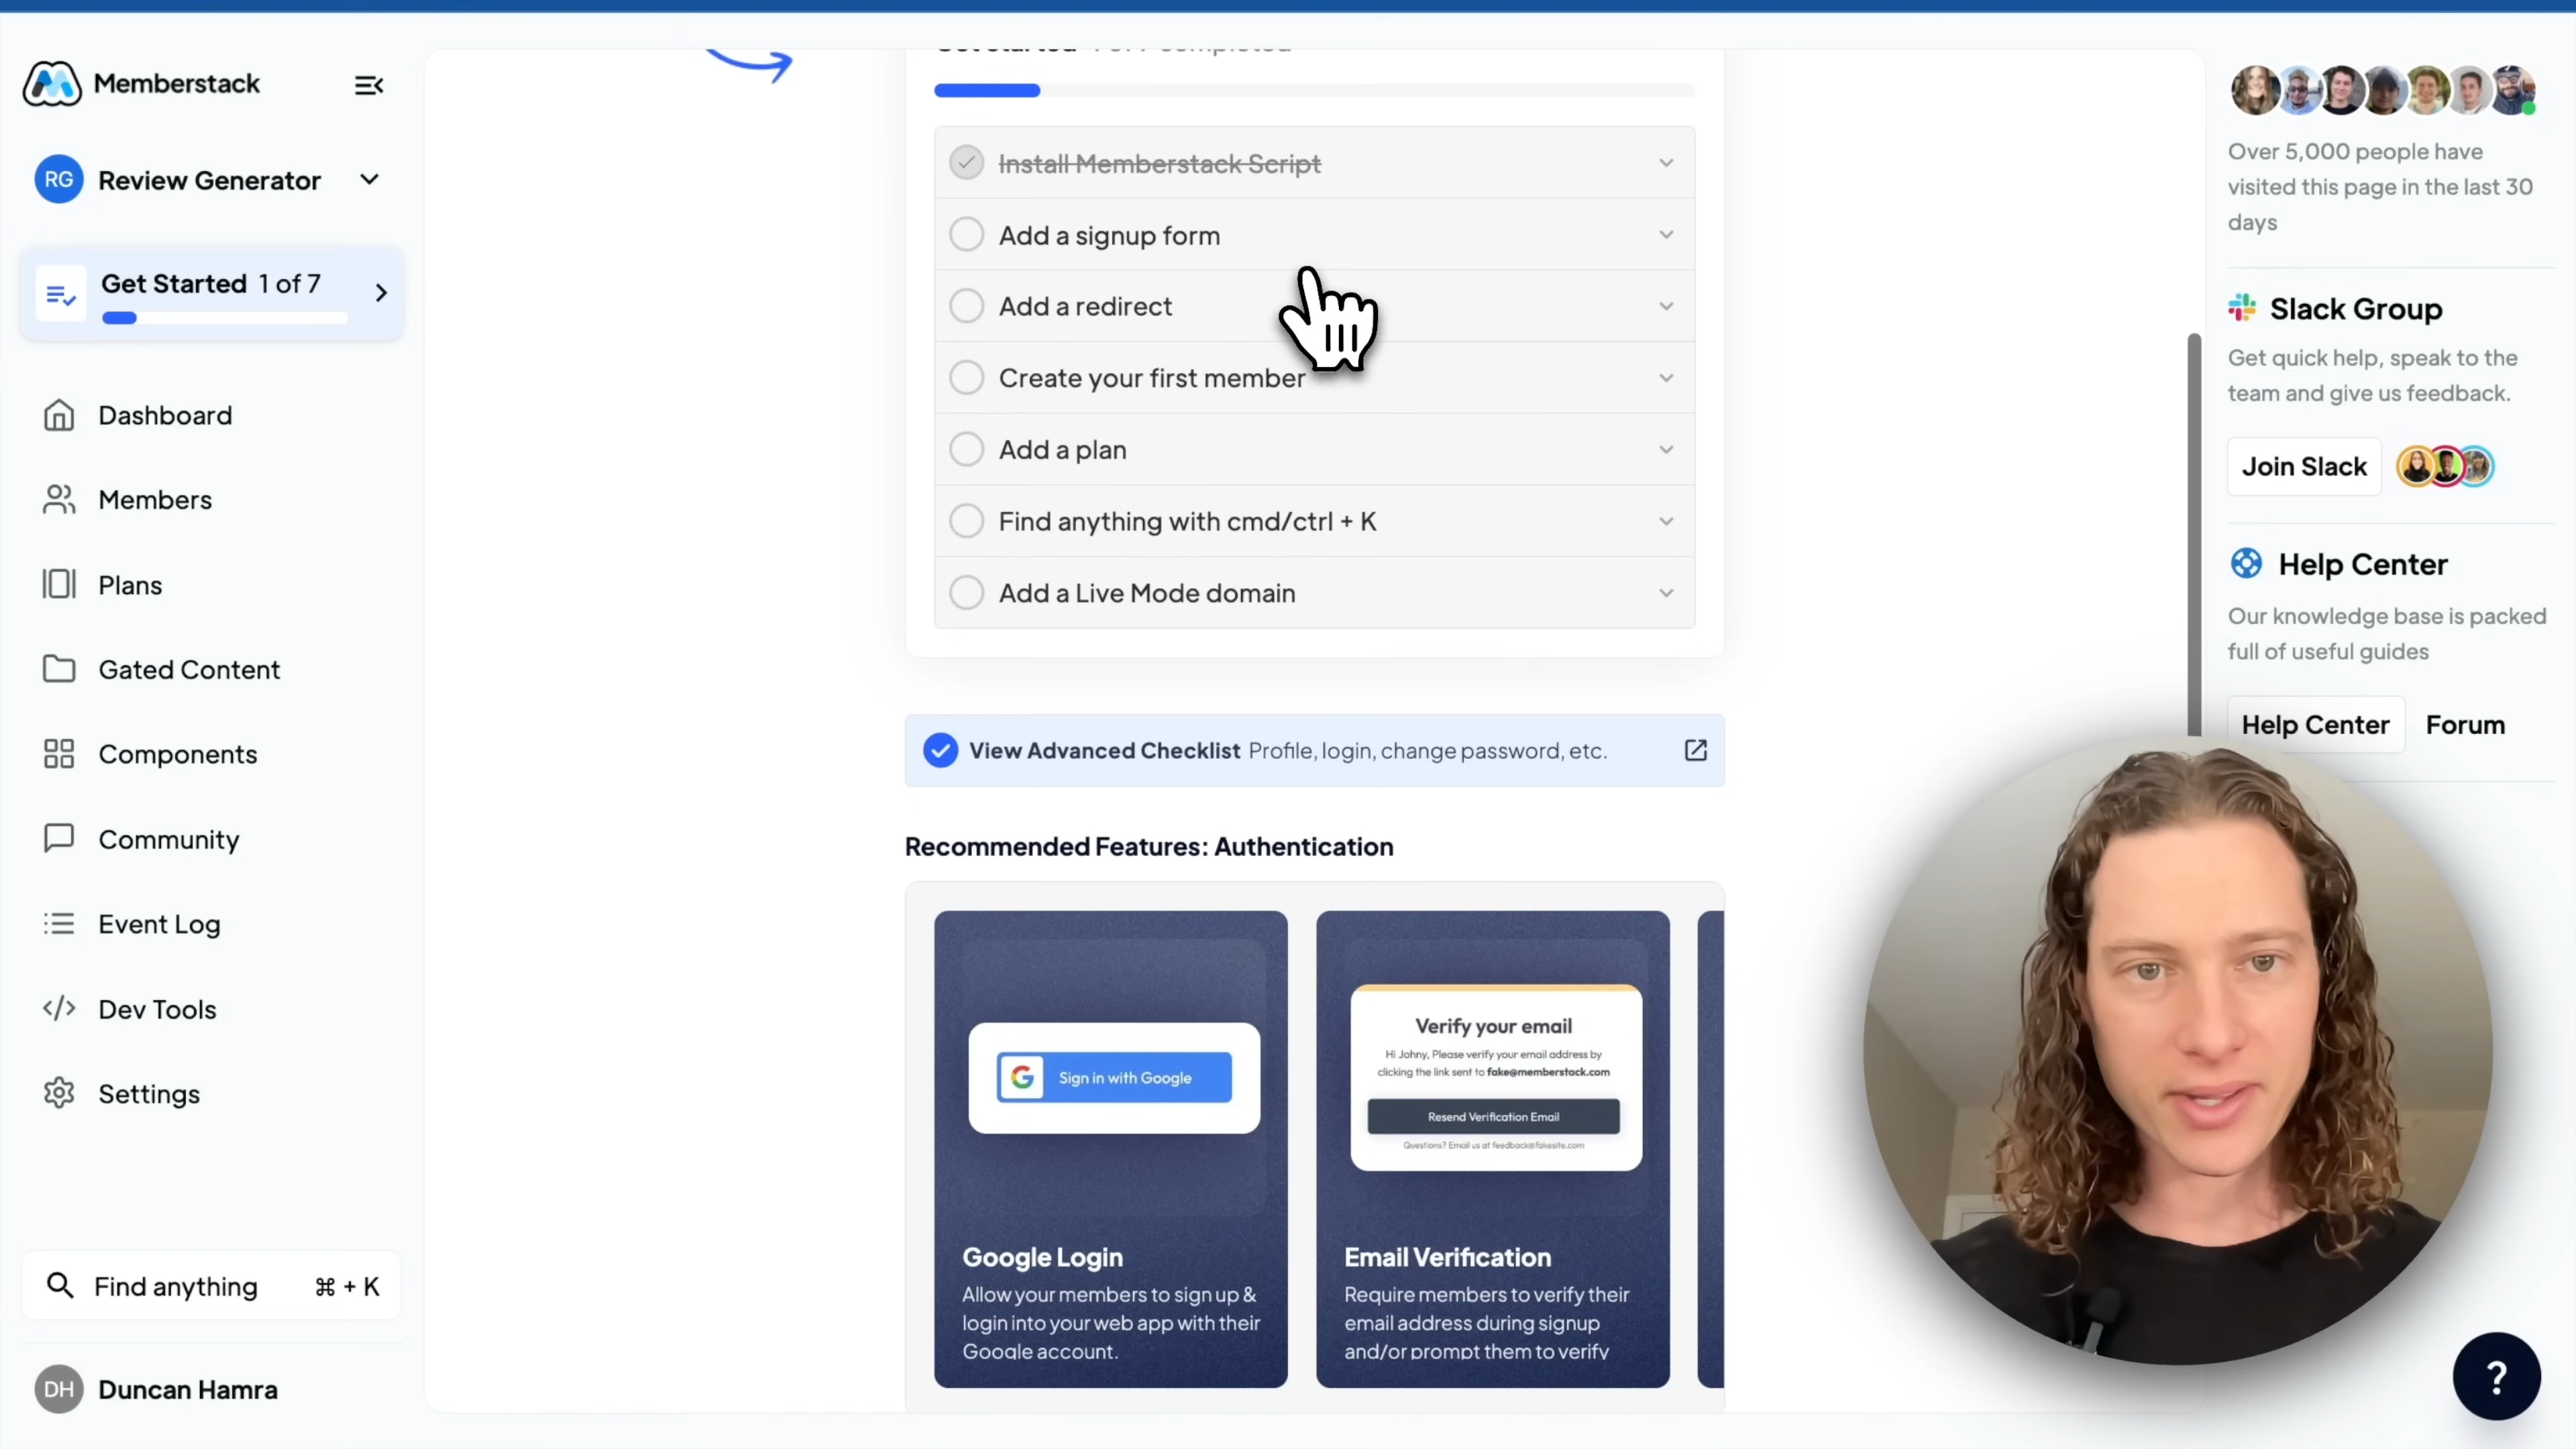 Memberstack
RG
Review Generator
Get Started 1 of 7
Dashboard
Members
Plans
Gated Content
Components
Community
Event Log
Dev Tools
Settings
Find anything
⌘ + K
DH
Duncan Hamra
Install Memberstack Script
Add a signup form
Add a redirect
Create your first member
Add a plan
Find anything with cmd/ctrl + K
Add a Live Mode domain
View Advanced Checklist Profile, login, change password, etc.
Recommended Features: Authentication
G
Sign in with Google
Google Login
Allow your members to sign up &
login into your web app with their
Google account.
Verify your email
Hi Johny, Please verify your email address by
clicking the link sent to fake@memberstack.com
Resend Verification Email
Questions? Email us at feedback@fakesite.com
Email Verification
Require members to verify their
email address during signup
and/or prompt them to verify
Over 5,000 people have
visited this page in the last 30
days
Slack Group
Get quick help, speak to the
team and give us feedback.
Join Slack
Help Center
Our knowledge base is packed
full of useful guides
Help Center
Forum
?